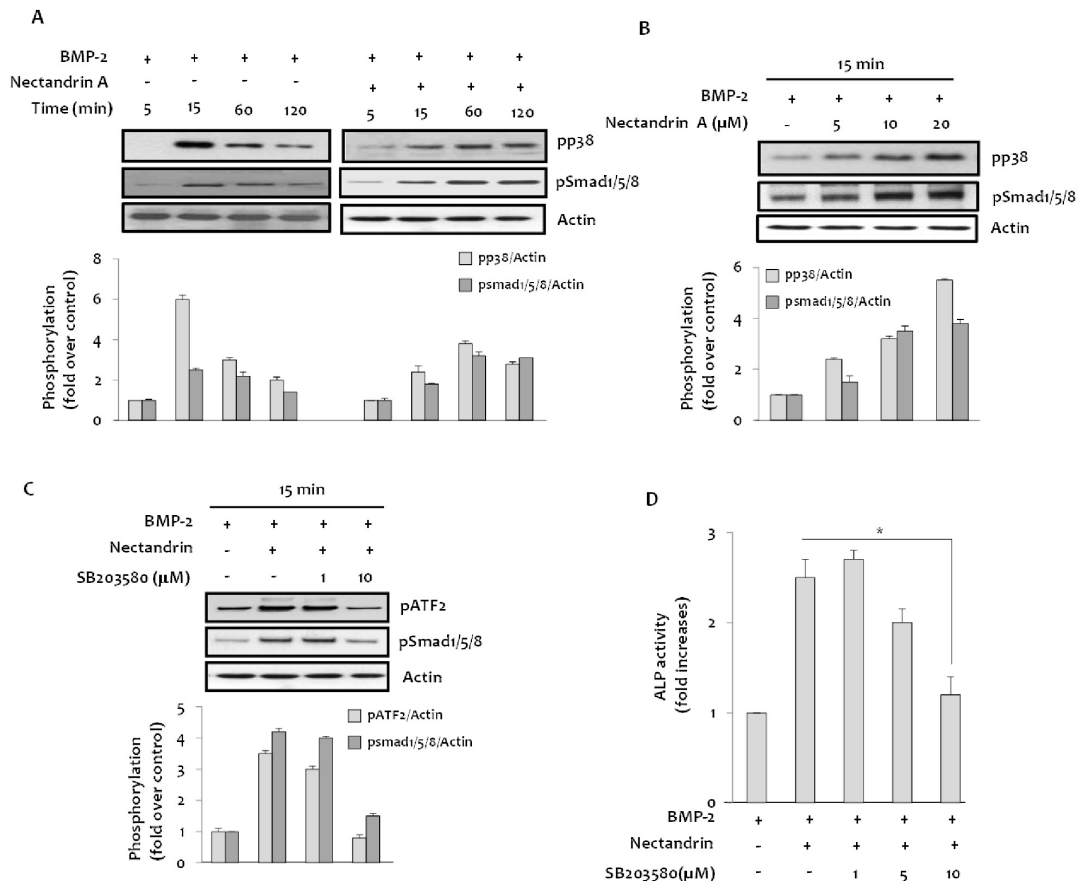 A
BMP-2 + + + + + + + +
Nectandrin A - - - - + + + +
Time (min) 5 15 60 120 5 15 60 120
pp38
pSmad1/5/8
Actin
8
6
4
2
0
Phosphorylation
(fold over control)
pp38/Actin
psmad1/5/8/Actin
B
15 min
BMP-2 + + + +
Nectandrin A (µM) - 5 10 20
pp38
pSmad1/5/8
Actin
6
4
2
0
Phosphorylation
(fold over control)
pp38/Actin
psmad1/5/8/Actin
C
15 min
BMP-2 + + + +
Nectandrin - + + +
SB203580 (µM) - - 1 10
pATF2
pSmad1/5/8
Actin
5
4
3
2
1
0
Phosphorylation
(fold over control)
pATF2/Actin
psmad1/5/8/Actin
D
3
2
1
0
ALP activity
(fold increases)
*
BMP-2 + + + + +
Nectandrin - + + + +
SB203580(µM) - - 1 5 10